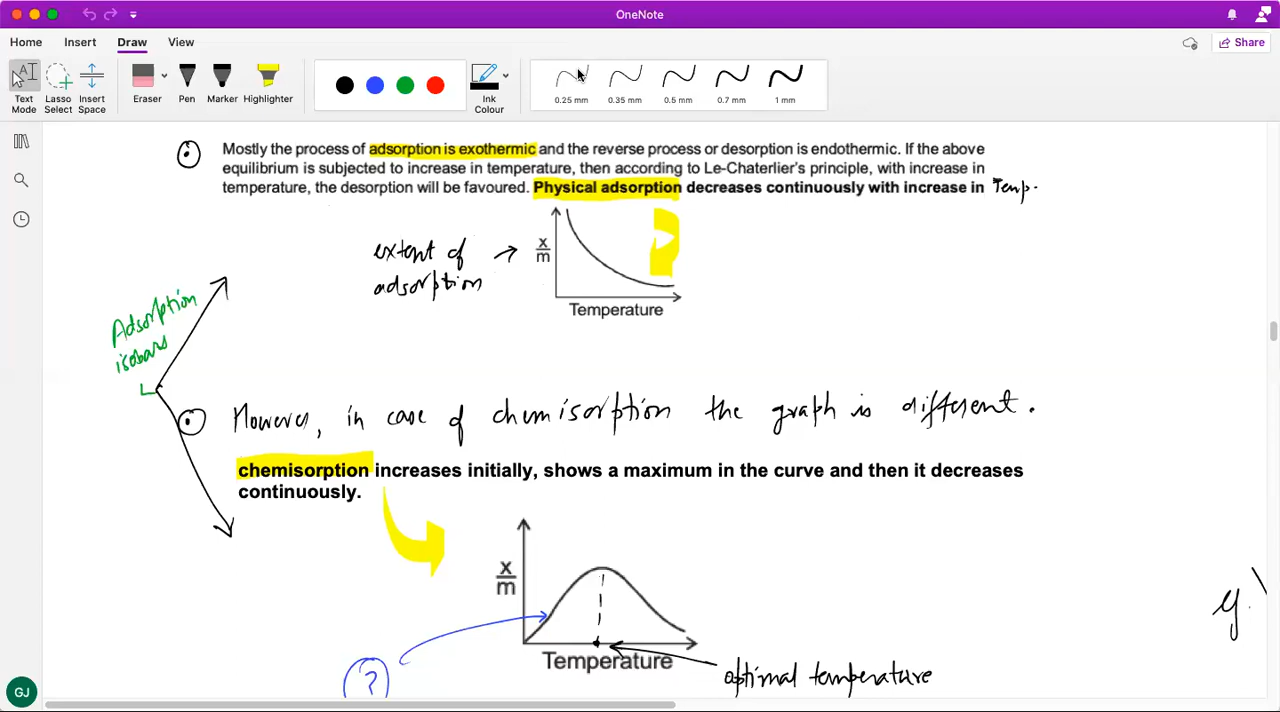 OneNote
Home Insert Draw View
Share
Text Mode
Lasso Select
Insert Space
Eraser
Pen
Marker
Highlighter
Ink Colour
0.25 mm
0.35 mm
0.5 mm
0.7 mm
1 mm
Mostly the process of adsorption is exothermic and the reverse process or desorption is endothermic. If the above
equilibrium is subjected to increase in temperature, then according to Le-Chaterlier's principle, with increase in
temperature, the desorption will be favoured. Physical adsorption decreases continuously with increase in Temp.
extent of
adsorption
x
m
Temperature
Adsorption
isobars
However, in case of chemisorption the graph is different.
chemisorption increases initially, shows a maximum in the curve and then it decreases
continuously.
x
m
Temperature
optimal temperature
?
y.
GJ